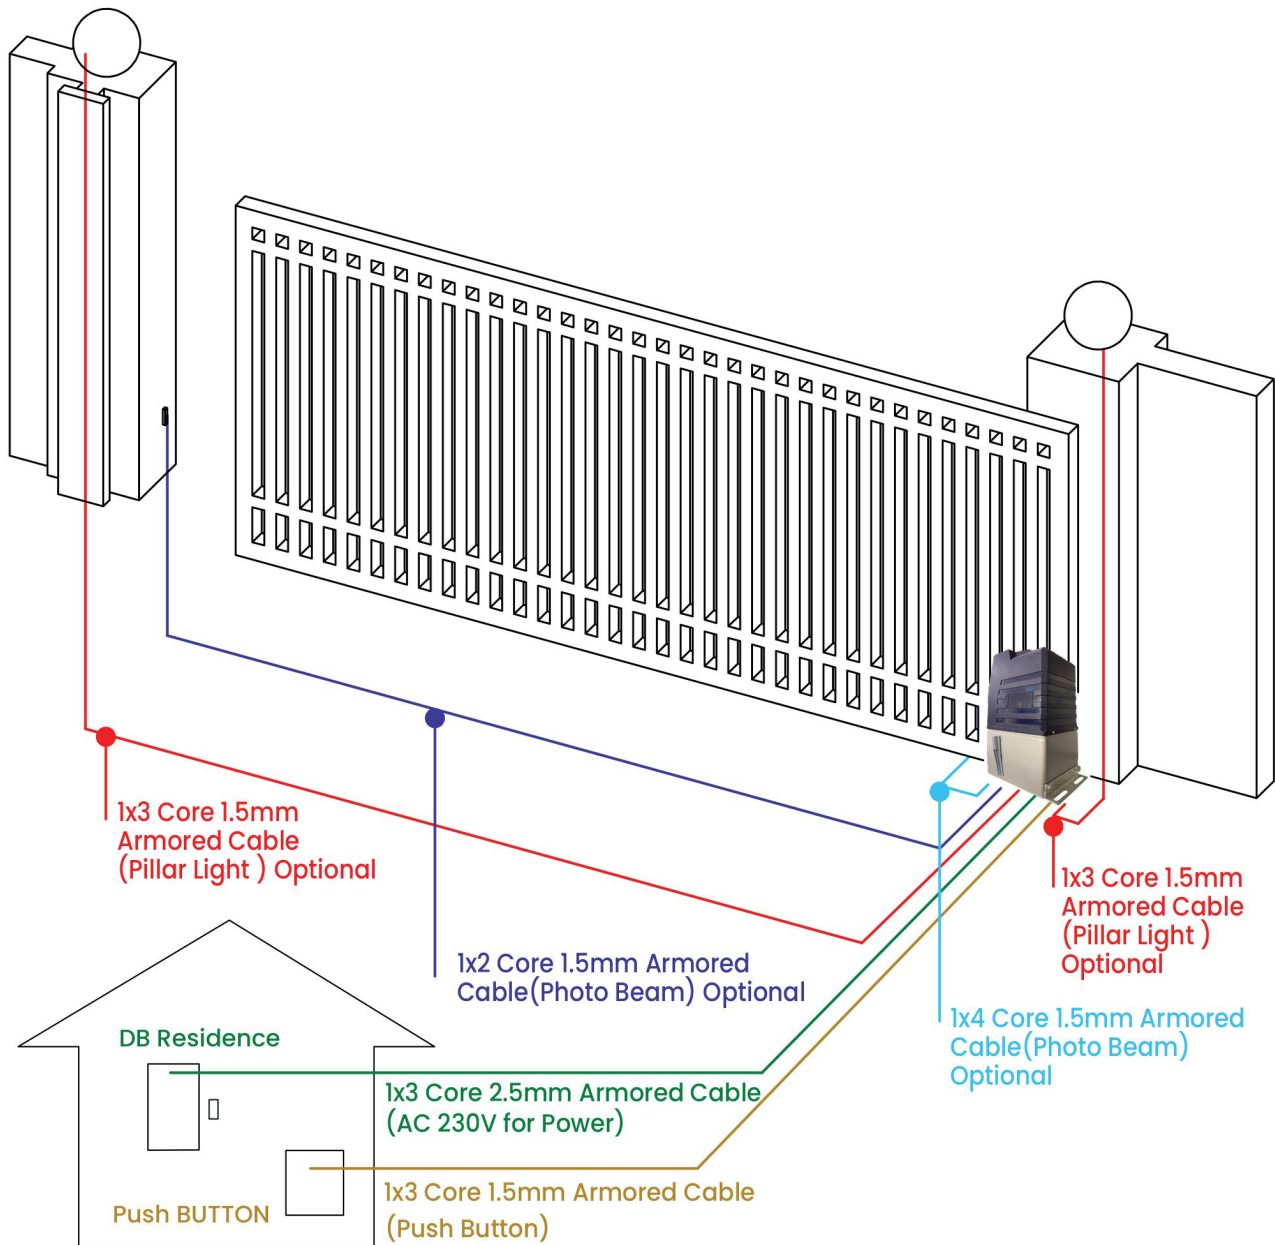 1x3 Core 1.5mm
Armored Cable
(Pillar Light ) Optional
1x3 Core 1.5mm
Armored Cable
(Pillar Light )
Optional
1x2 Core 1.5mm Armored
Cable(Photo Beam) Optional
1x4 Core 1.5mm Armored
Cable(Photo Beam)
Optional
DB Residence
1x3 Core 2.5mm Armored Cable
(AC 230V for Power)
Push BUTTON
1x3 Core 1.5mm Armored Cable
(Push Button)